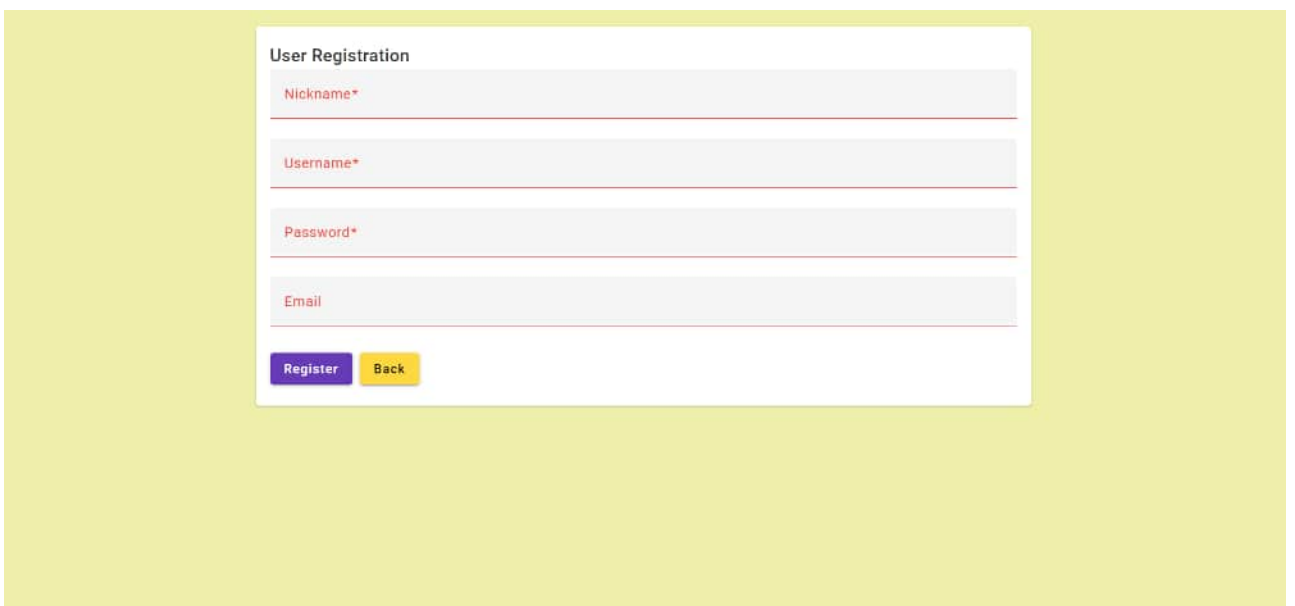 User Registration
Nickname*
Username*
Password*
Email
Register Back